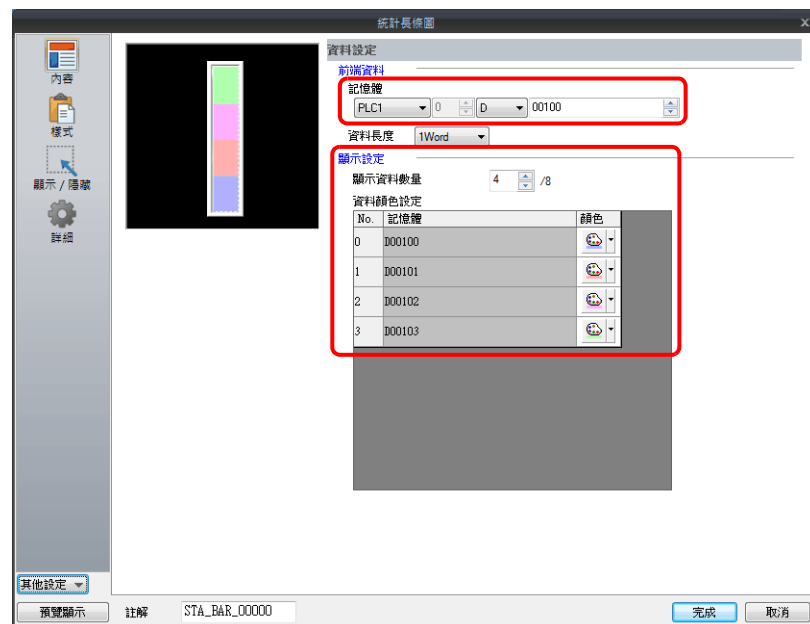 統計長條圖
內容
樣式
顯示 / 隱藏
詳細
資料設定
前端資料
記憶體
PLC1 0 D 00100
資料長度 1Word
顯示設定
顯示資料數量 4 /8
資料顏色設定
No. 記憶體 顏色
0 D00100
1 D00101
2 D00102
3 D00103
其他設定
預覽顯示 註解 STA_BAR_00000 完成 取消